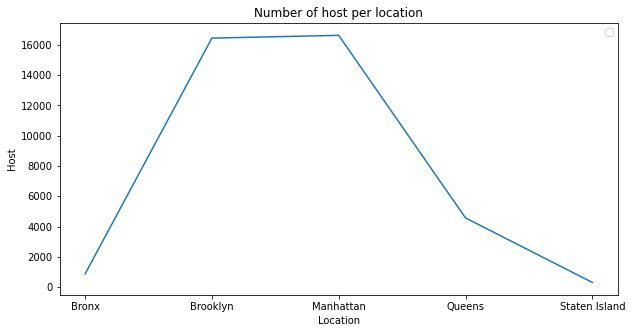 Number of host per location
16000
14000
12000
10000
8000
6000
4000
2000
0
Host
Bronx Brooklyn Manhattan Queens Staten Island
Location